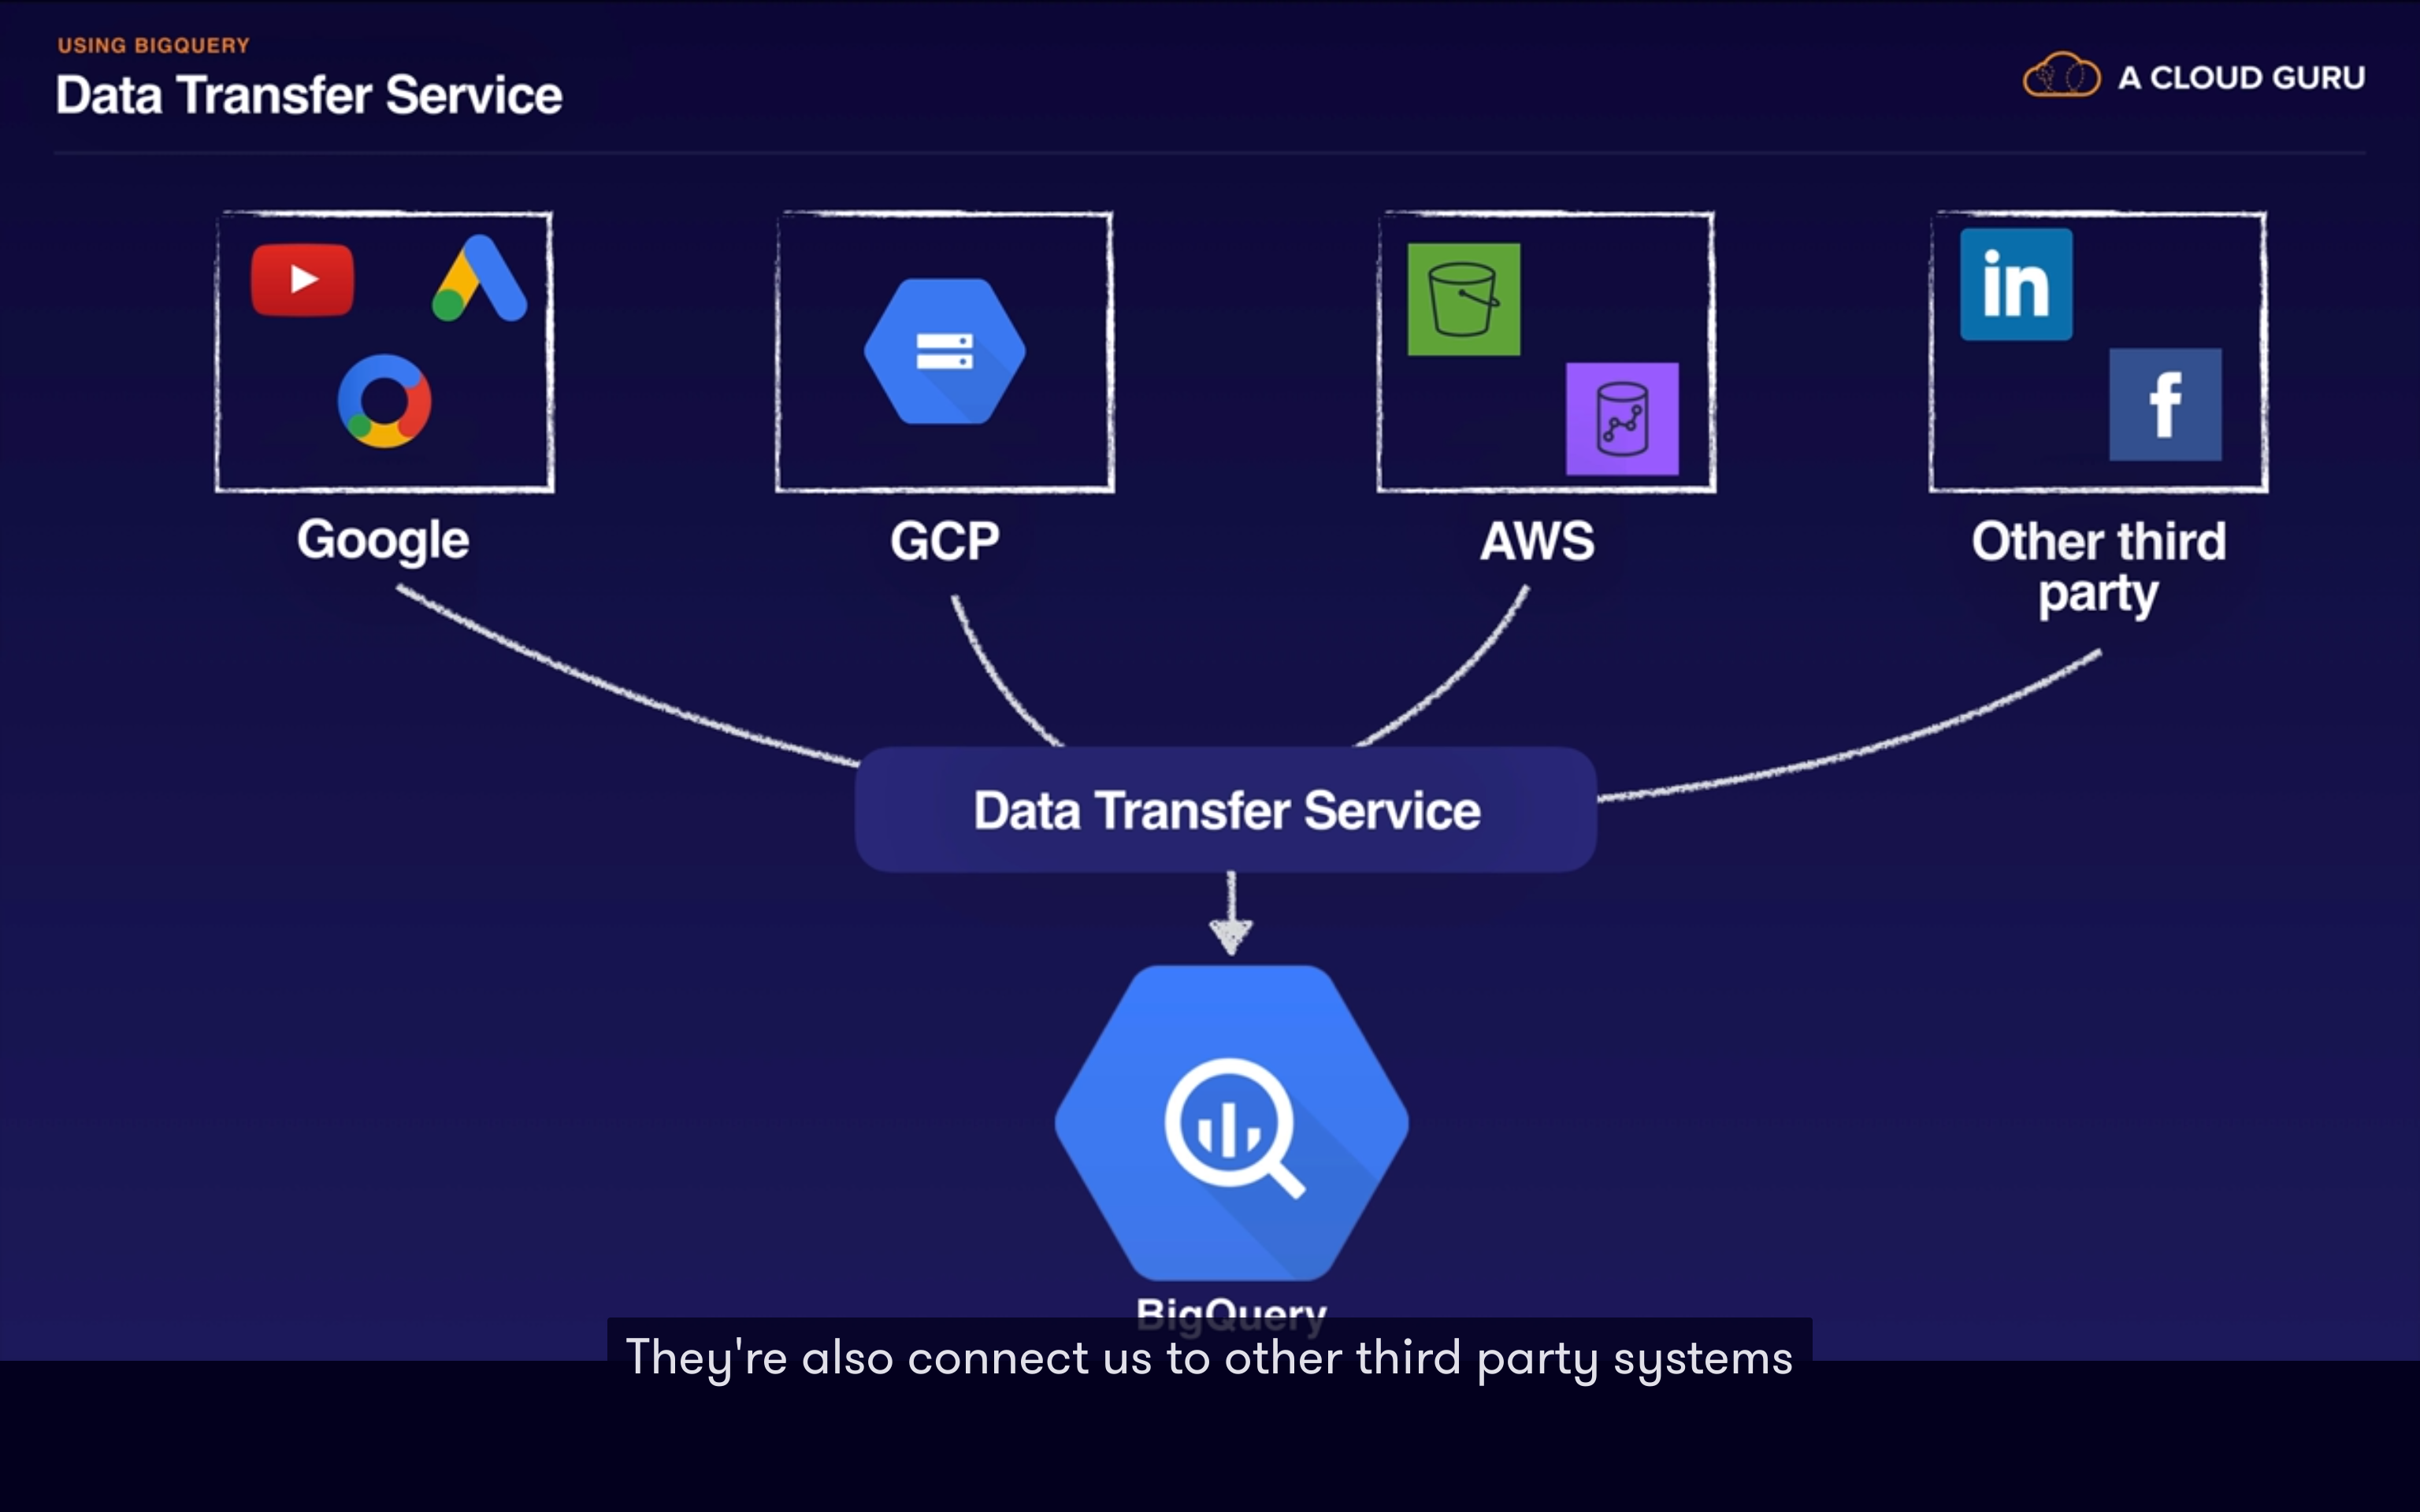 USING BIGQUERY
Data Transfer Service
A CLOUD GURU
in
f
Google
GCP
AWS
Other third
party
Data Transfer Service
BigQuery
They're also connect us to other third party systems